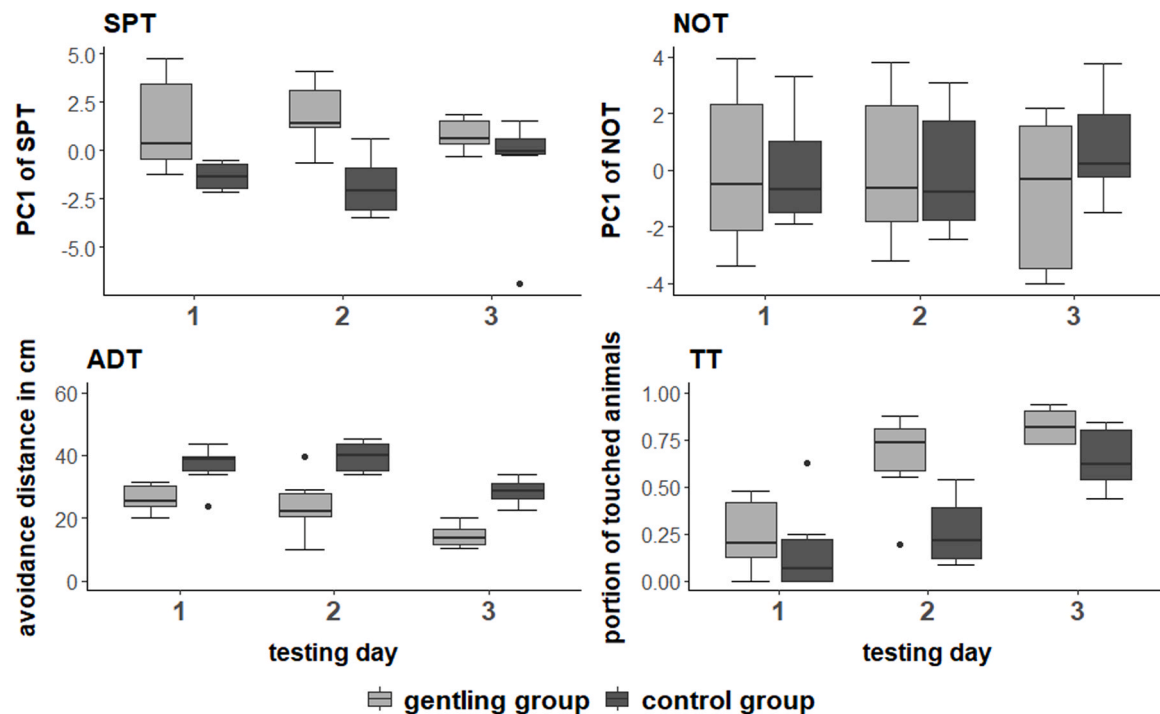 SPT
PC1 of SPT
5.0
2.5
0.0
-2.5
-5.0
1 2 3
NOT
PC1 of NOT
4
2
0
-2
-4
1 2 3
ADT
avoidance distance in cm
60
40
20
0
1 2 3
testing day
TT
portion of touched animals
1.00
0.75
0.50
0.25
0.00
1 2 3
testing day
gentling group control group